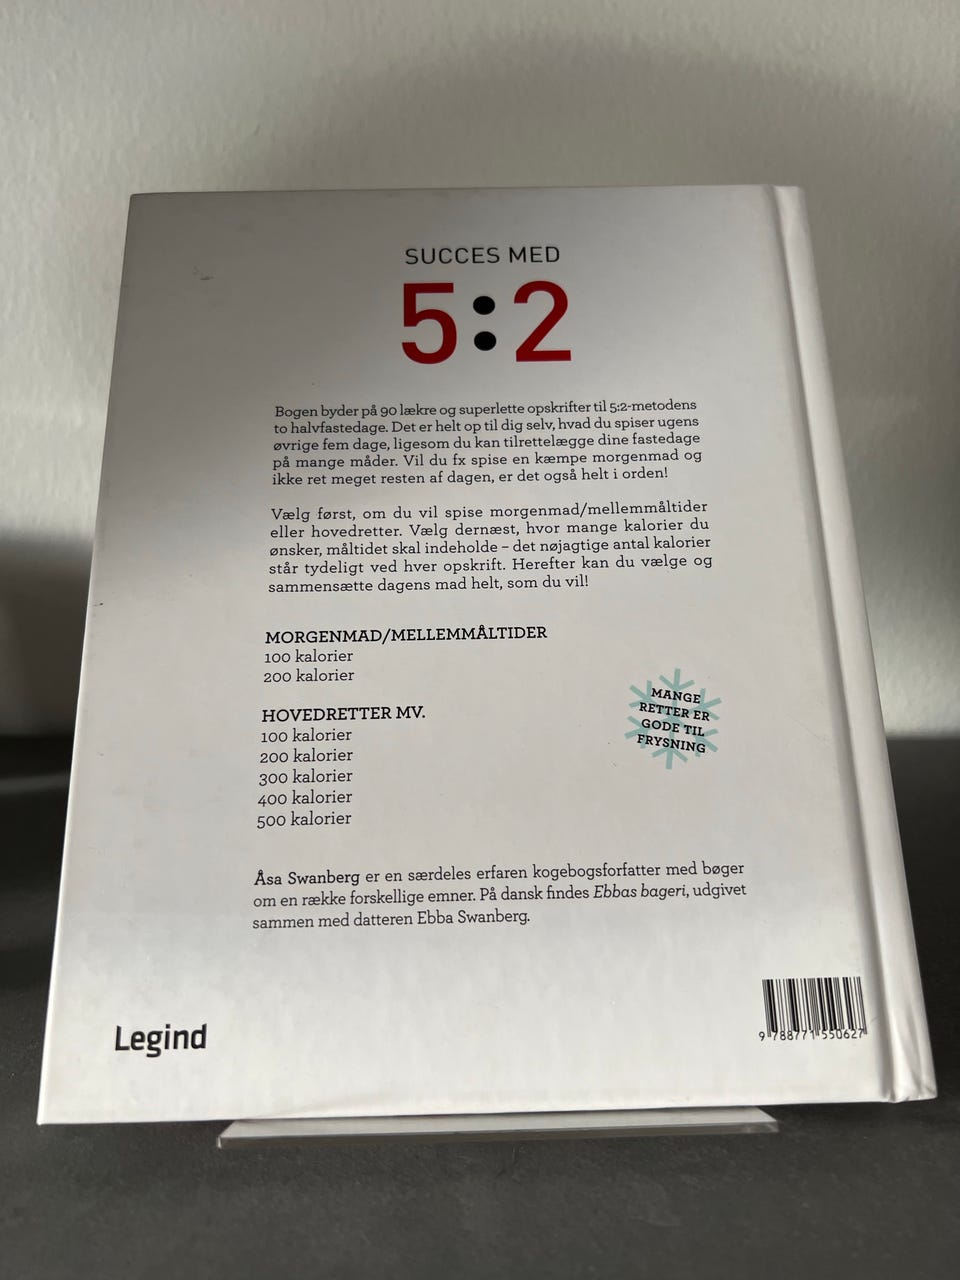 SUCCES MED
5:2
Bogen byder på 90 lækre og superlette opskrifter til 5:2-metodens
to halvfastedage. Det er helt op til dig selv, hvad du spiser ugens
øvrige fem dage, ligesom du kan tilrettelægge dine fastedage
på mange måder. Vil du fx spise en kæmpe morgenmad og
ikke ret meget resten af dagen, er det også helt i orden!
Vælg først, om du vil spise morgenmad/mellemmåltider
eller hovedretter. Vælg dernæst, hvor mange kalorier du
ønsker, måltidet skal indeholde – det nøjagtige antal kalorier
står tydeligt ved hver opskrift. Herefter kan du vælge og
sammensætte dagens mad helt, som du vil!
MORGENMAD/MELLEMMÅLTIDER
100 kalorier
200 kalorier
HOVEDRETTER MV.
100 kalorier
200 kalorier
300 kalorier
400 kalorier
500 kalorier
MANGE
RETTER ER
GODE TIL
FRYSNING
Åsa Swanberg er en særdeles erfaren kogebogsforfatter med bøger
om en række forskellige emner. På dansk findes Ebbas bageri, udgivet
sammen med datteren Ebba Swanberg.
Legind
9 788771 550627